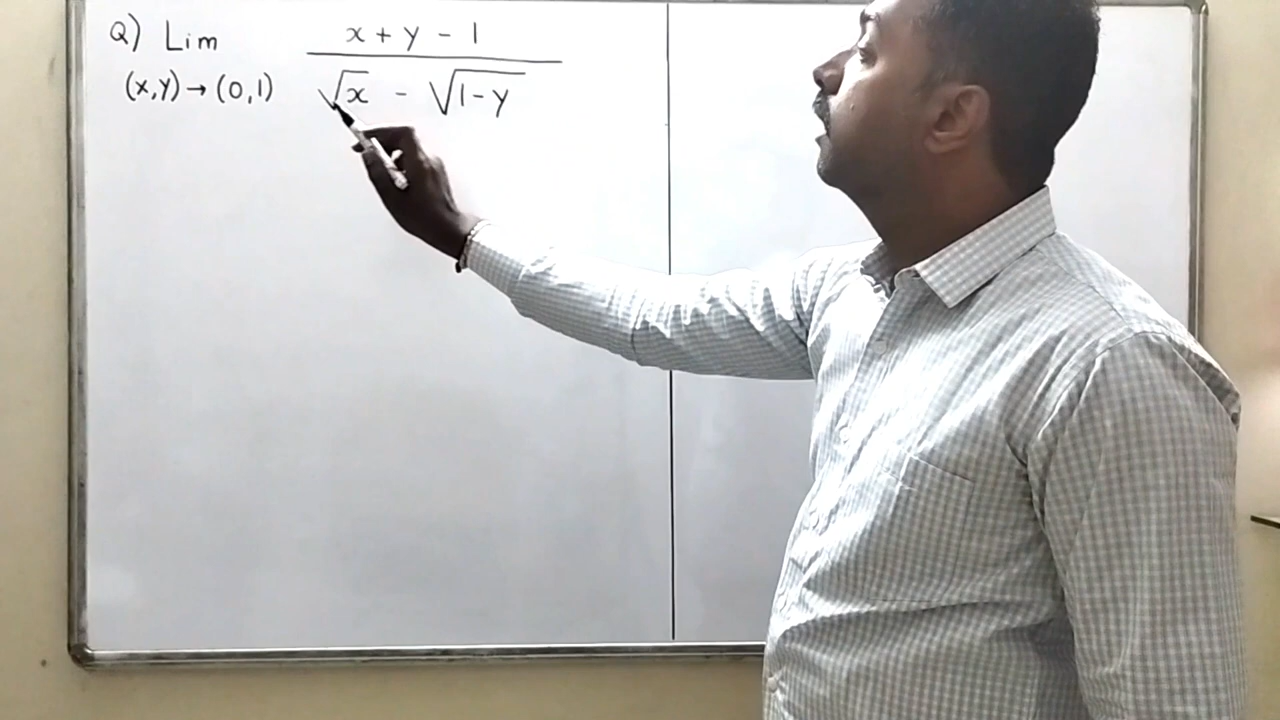 Q) Lim x + y - 1
(x,y) → (0,1) √x - √1-y